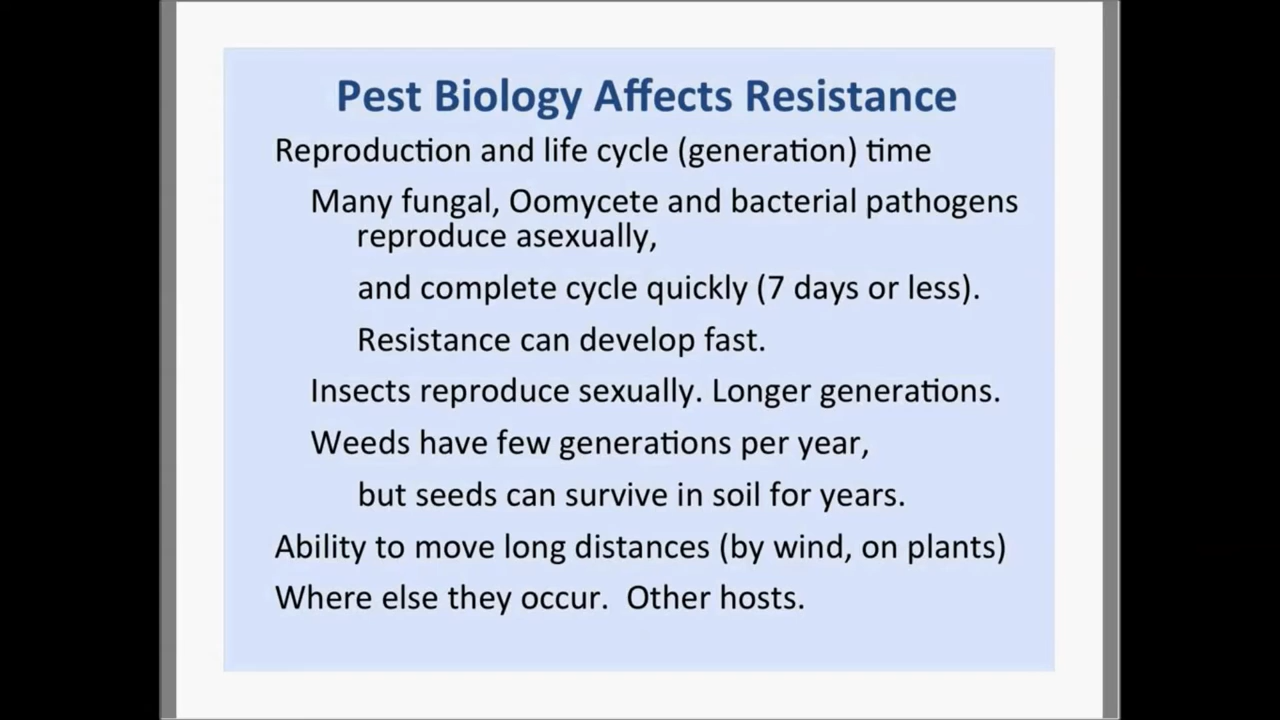 Pest Biology Affects Resistance
Reproduction and life cycle (generation) time
Many fungal, Oomycete and bacterial pathogens
reproduce asexually,
and complete cycle quickly (7 days or less).
Resistance can develop fast.
Insects reproduce sexually. Longer generations.
Weeds have few generations per year,
but seeds can survive in soil for years.
Ability to move long distances (by wind, on plants)
Where else they occur.  Other hosts.